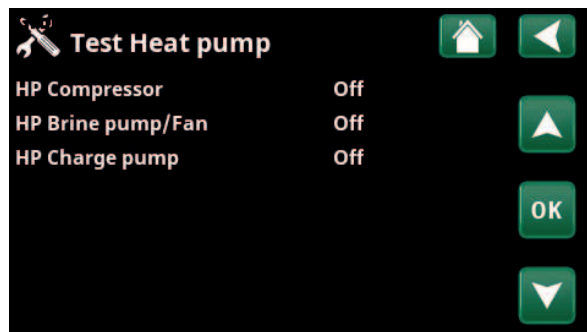 Test Heat pump
HP Compressor Off
HP Brine pump/Fan Off
HP Charge pump Off
OK